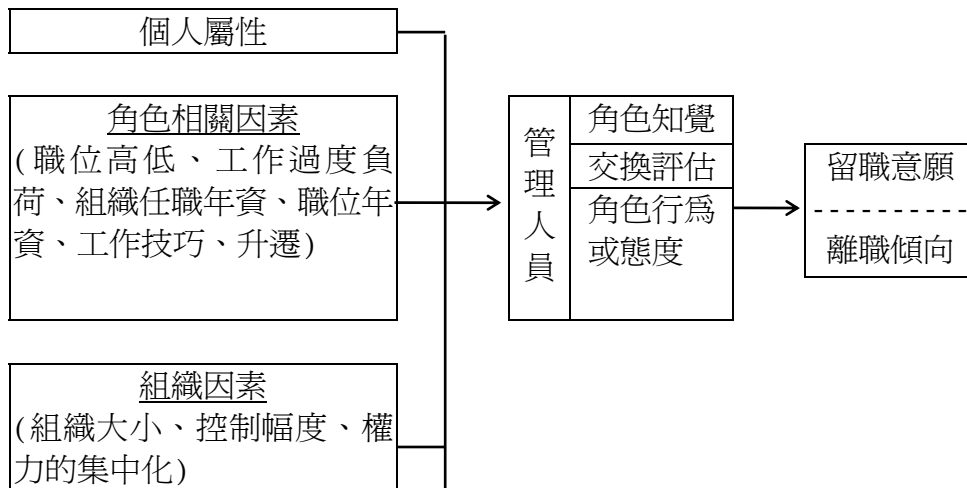 個人屬性
角色相關因素
(職位高低、工作過度負
荷、組織任職年資、職位年
資、工作技巧、升遷)
組織因素
(組織大小、控制幅度、權
力的集中化)
管理人員
角色知覺
交換評估
角色行為
或態度
留職意願
離職傾向